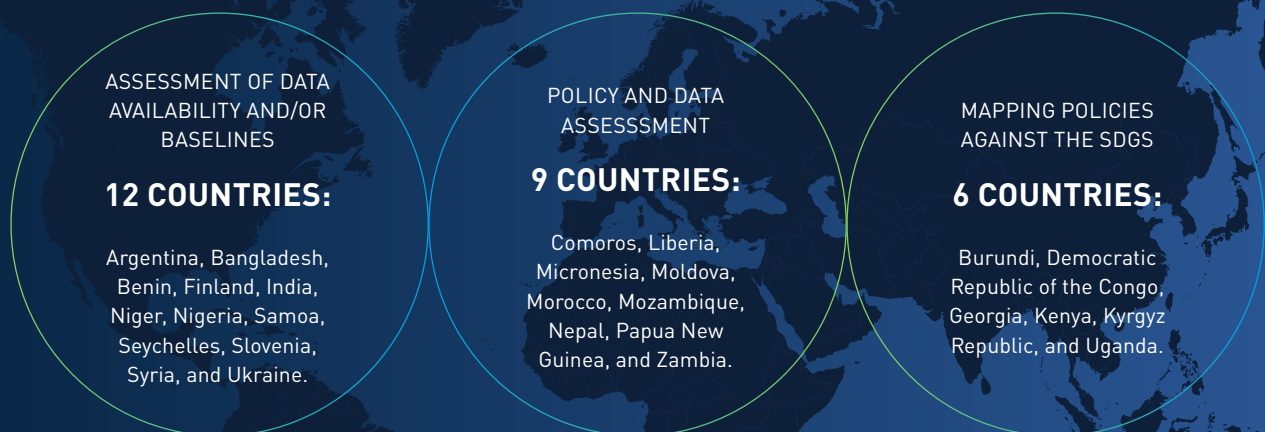 ASSESSMENT OF DATA
AVAILABILITY AND/OR
BASELINES
12 COUNTRIES:
Argentina, Bangladesh,
Benin, Finland, India,
Niger, Nigeria, Samoa,
Seychelles, Slovenia,
Syria, and Ukraine.
POLICY AND DATA
ASSESSSMENT
9 COUNTRIES:
Comoros, Liberia,
Micronesia, Moldova,
Morocco, Mozambique,
Nepal, Papua New
Guinea, and Zambia.
MAPPING POLICIES
AGAINST THE SDGS
6 COUNTRIES:
Burundi, Democratic
Republic of the Congo,
Georgia, Kenya, Kyrgyz
Republic, and Uganda.